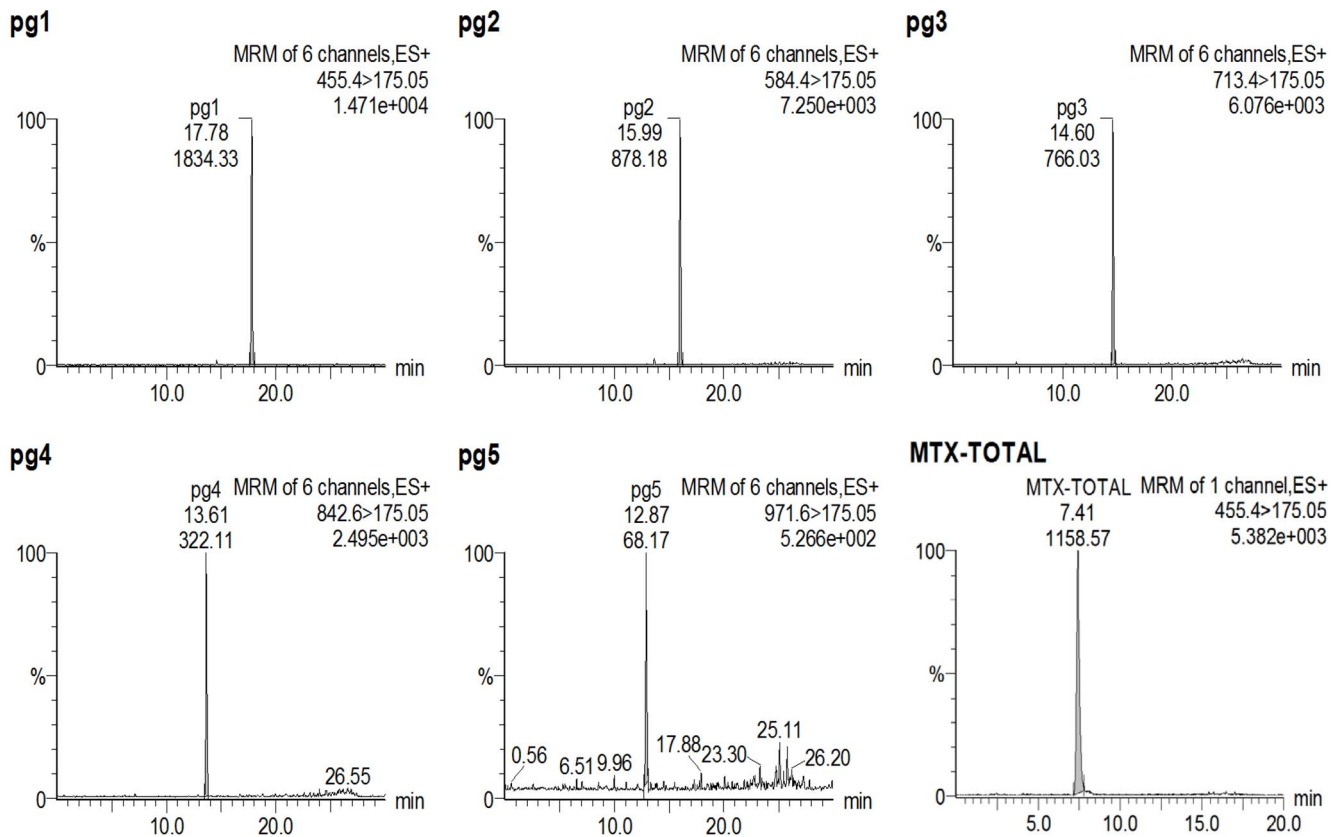 pg1
MRM of 6 channels,ES+
455.4>175.05
1.471e+004
pg1
17.78
1834.33
100
%
0
10.0 20.0 min
pg2
MRM of 6 channels,ES+
584.4>175.05
7.250e+003
pg2
15.99
878.18
100
%
0
10.0 20.0 min
pg3
MRM of 6 channels,ES+
713.4>175.05
6.076e+003
pg3
14.60
766.03
100
%
0
10.0 20.0 min
pg4
pg4 MRM of 6 channels,ES+
13.61 842.6>175.05
322.11 2.495e+003
100
%
26.55
0
10.0 20.0 min
pg5
pg5 MRM of 6 channels,ES+
12.87 971.6>175.05
68.17 5.266e+002
100
%
0.56 6.51 9.96 17.88 23.30 25.11 26.20
0
10.0 20.0 min
MTX-TOTAL
MTX-TOTAL MRM of 1 channel,ES+
7.41 455.4>175.05
1158.57 5.382e+003
100
%
0
5.0 10.0 15.0 20.0 min